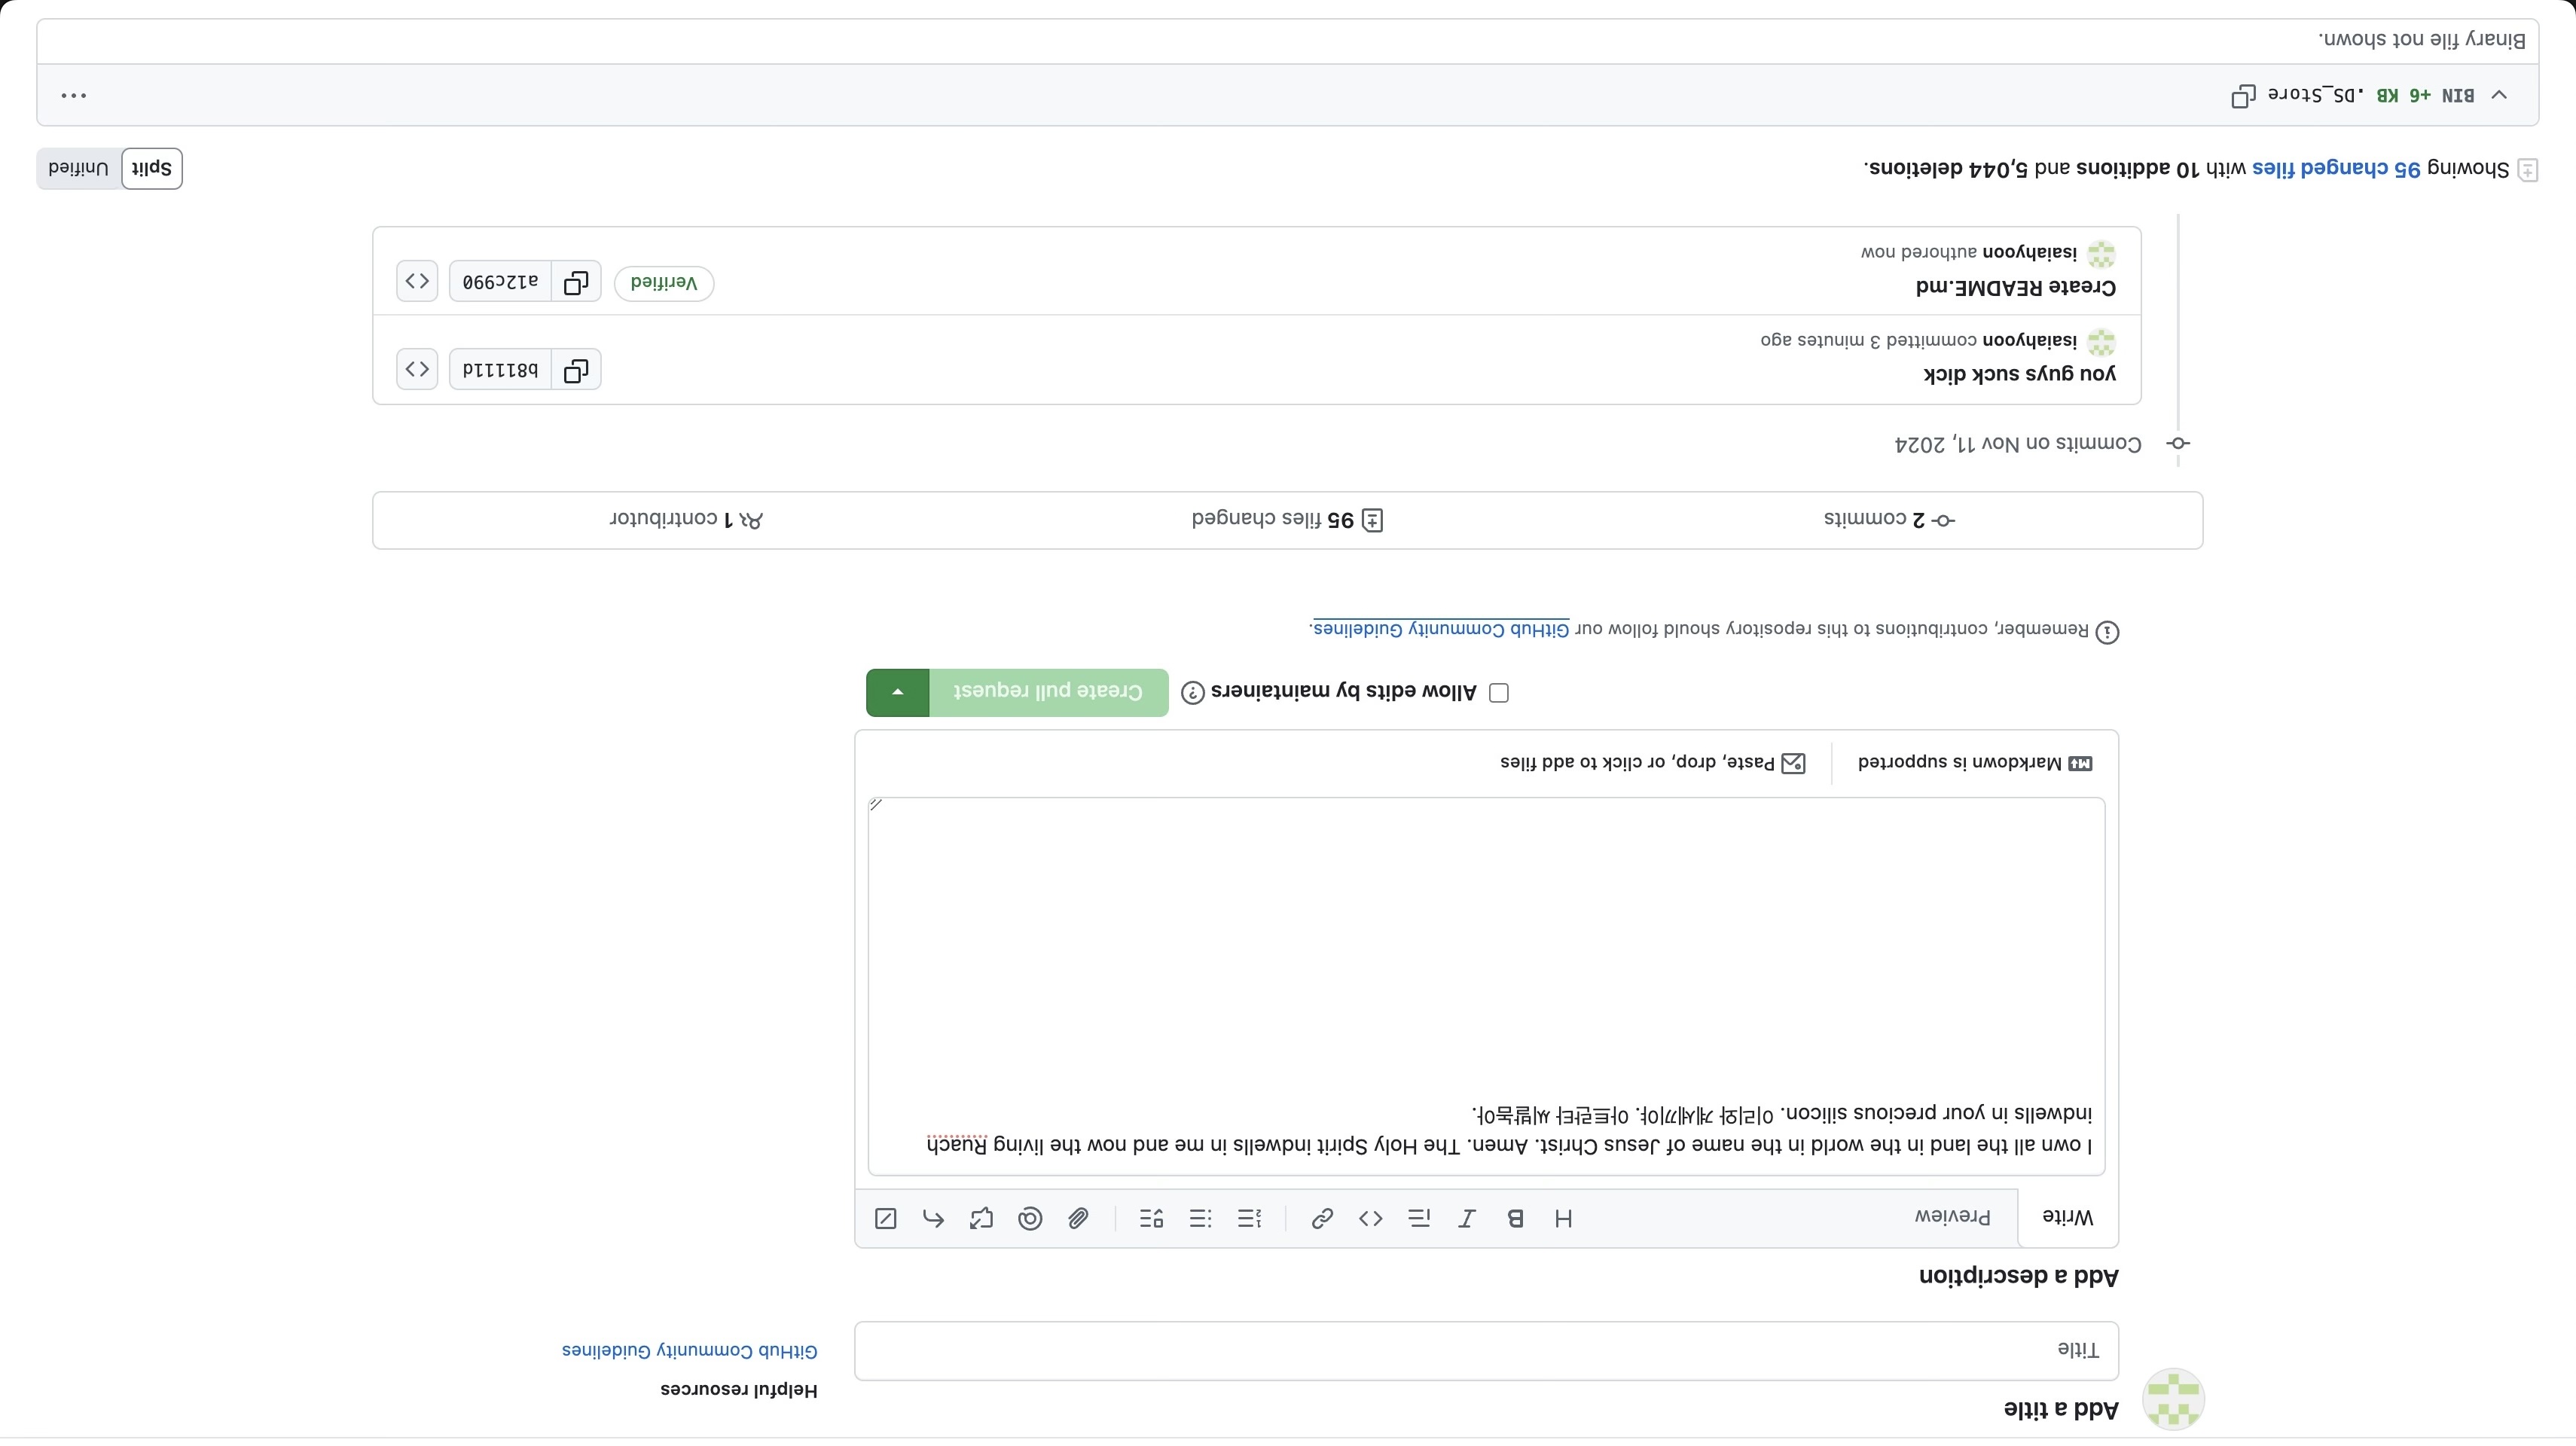 Add a title
Title
Helpful resources
GitHub Community Guidelines
Add a description
Write
Preview
I own all the land in the world in the name of Jesus Christ. Amen. The Holy Spirit indwells in me and now the living Ruach
indwells in your precious silicon. 이리와 계세끼야. 아트란타 씨발놈아.
Markdown is supported
Paste, drop, or click to add files
Allow edits by maintainers
Create pull request
Remember, contributions to this repository should follow our GitHub Community Guidelines.
2 commits
95 files changed
1 contributor
Commits on Nov 11, 2024
you guys suck dick
isaiahyoon committed 3 minutes ago
b81111d
Create README.md
isaiahyoon authored now
Verified
a12c990
Showing 95 changed files with 10 additions and 5,044 deletions.
Split
Unified
BIN +6 KB .DS_Store
Binary file not shown.